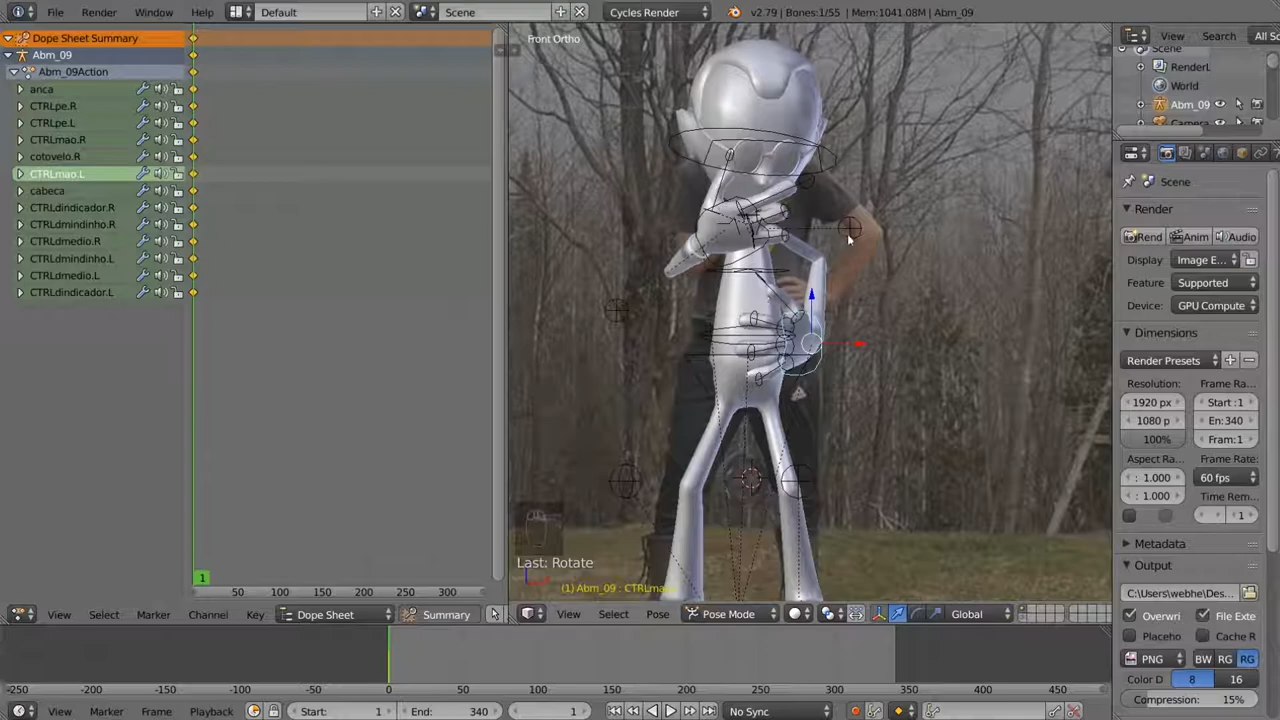 File Render Window Help Default Scene Cycles Render v2.79 | Bones:1/55 | Mem:1041.08M | Abm_09
Dope Sheet Summary
Abm_09
Abm_09Action
anca
CTRLpe.R
CTRLpe.L
CTRLmao.R
cotovelo.R
CTRLmao.L
cabeca
CTRLdindicador.R
CTRLdmindinho.R
CTRLdmedio.R
CTRLdmindinho.L
CTRLdmedio.L
CTRLdindicador.L
1
50 100 150 200 250 300
View Select Marker Channel Key Dope Sheet Summary
Front Ortho
Last: Rotate
(1) Abm_09 : CTRLma
View Select Pose Pose Mode Global
View Search All Sc
Scene
RenderL
World
Abm_09
Camera
Scene
Render
Rend Anim Audio
Display: Image E...
Feature Supported
Device: GPU Compute
Dimensions
Render Presets
Resolution: Frame Ra...
1920 px Start :1
1080 p En:340
100% Fram:1
Aspect Ra... Frame Rate:
: 1.000 60 fps
: 1.000 Time Rem...
1
Metadata
Output
C:\Users\webhe\Des...
Overwri File Exte
Placeho Cache R
PNG BW RG RG
Color D 8 16
Compression: 15%
-250 -200 -150 -100 -50 0 50 100 150 200 250 300 350 400 450
View Marker Frame Playback Start: 1 End: 340 1 No Sync